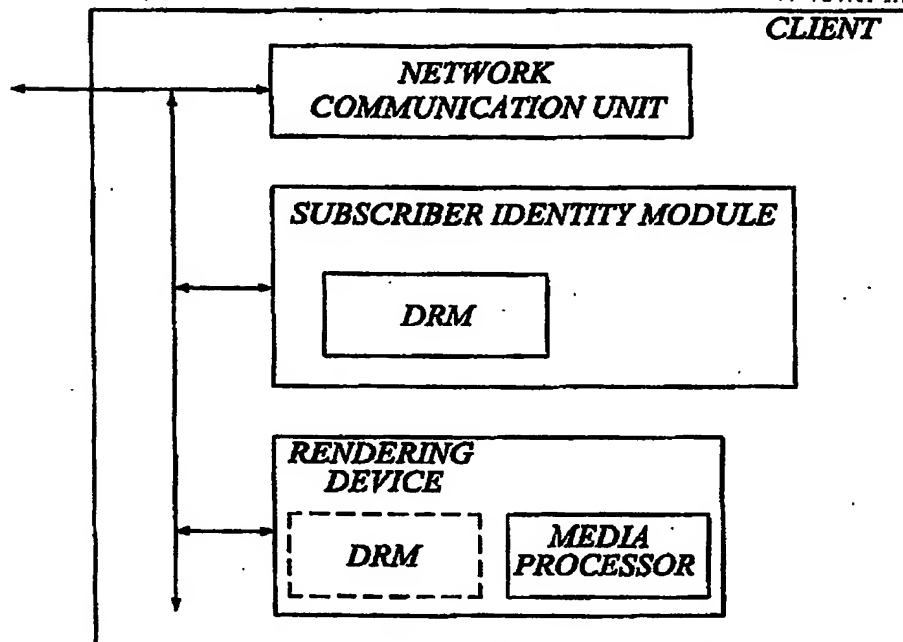 CLIENT
NETWORK
COMMUNICATION UNIT
SUBSCRIBER IDENTITY MODULE
DRM
RENDERING
DEVICE
DRM
MEDIA
PROCESSOR